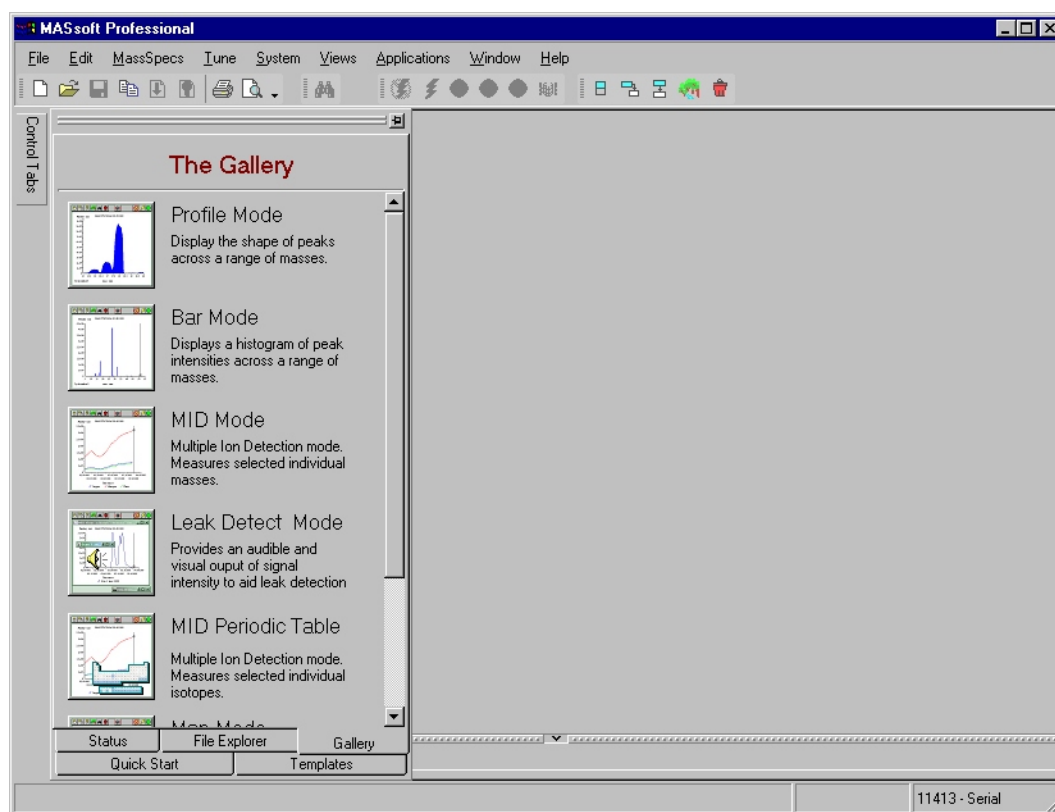 MASsoft Professional
File Edit MassSpecs Tune System Views Applications Window Help
Control Tabs
The Gallery
Profile Mode
Display the shape of peaks
across a range of masses.
Bar Mode
Displays a histogram of peak
intensities across a range of
masses.
MID Mode
Multiple Ion Detection mode.
Measures selected individual
masses.
Leak Detect Mode
Provides an audible and
visual ouput of signal
intensity to aid leak detection
MID Periodic Table
Multiple Ion Detection mode.
Measures selected individual
isotopes.
Map Mode
Status File Explorer Gallery
Quick Start Templates
11413 - Serial